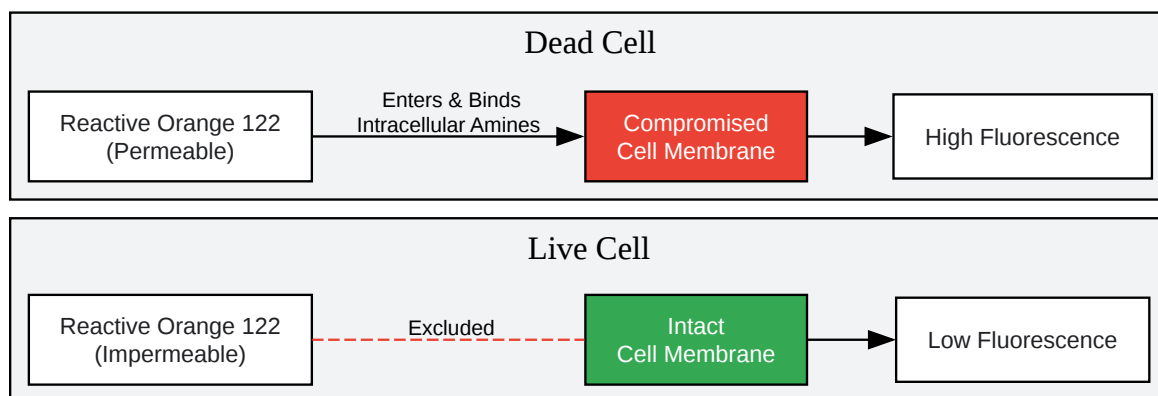 Dead Cell
Reactive Orange 122
(Permeable)
Enters & Binds
Intracellular Amines
Compromised
Cell Membrane
High Fluorescence
Live Cell
Reactive Orange 122
(Impermeable)
Excluded
Intact
Cell Membrane
Low Fluorescence